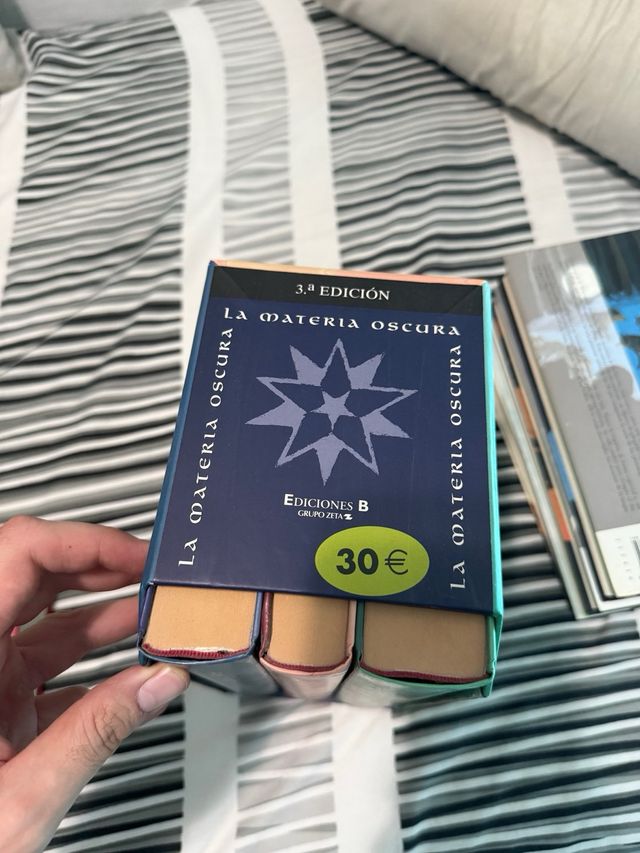 3.ª EDICIÓN
LA MATERIA OSCURA
LA MATERIA OSCURA
LA MATERIA OSCURA
EDICIONES B
GRUPO ZETA
30€